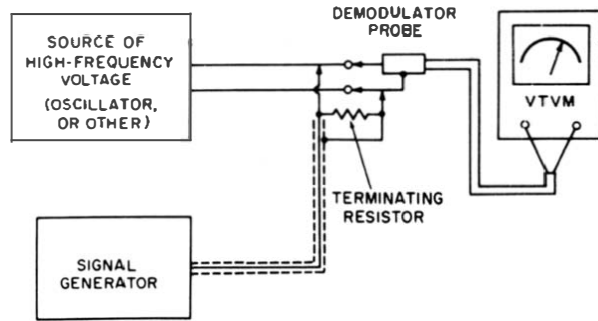 DEMODULATOR
PROBE
SOURCE OF
HIGH-FREQUENCY
VOLTAGE
(OSCILLATOR,
OR OTHER)
VTVM
TERMINATING
RESISTOR
SIGNAL
GENERATOR